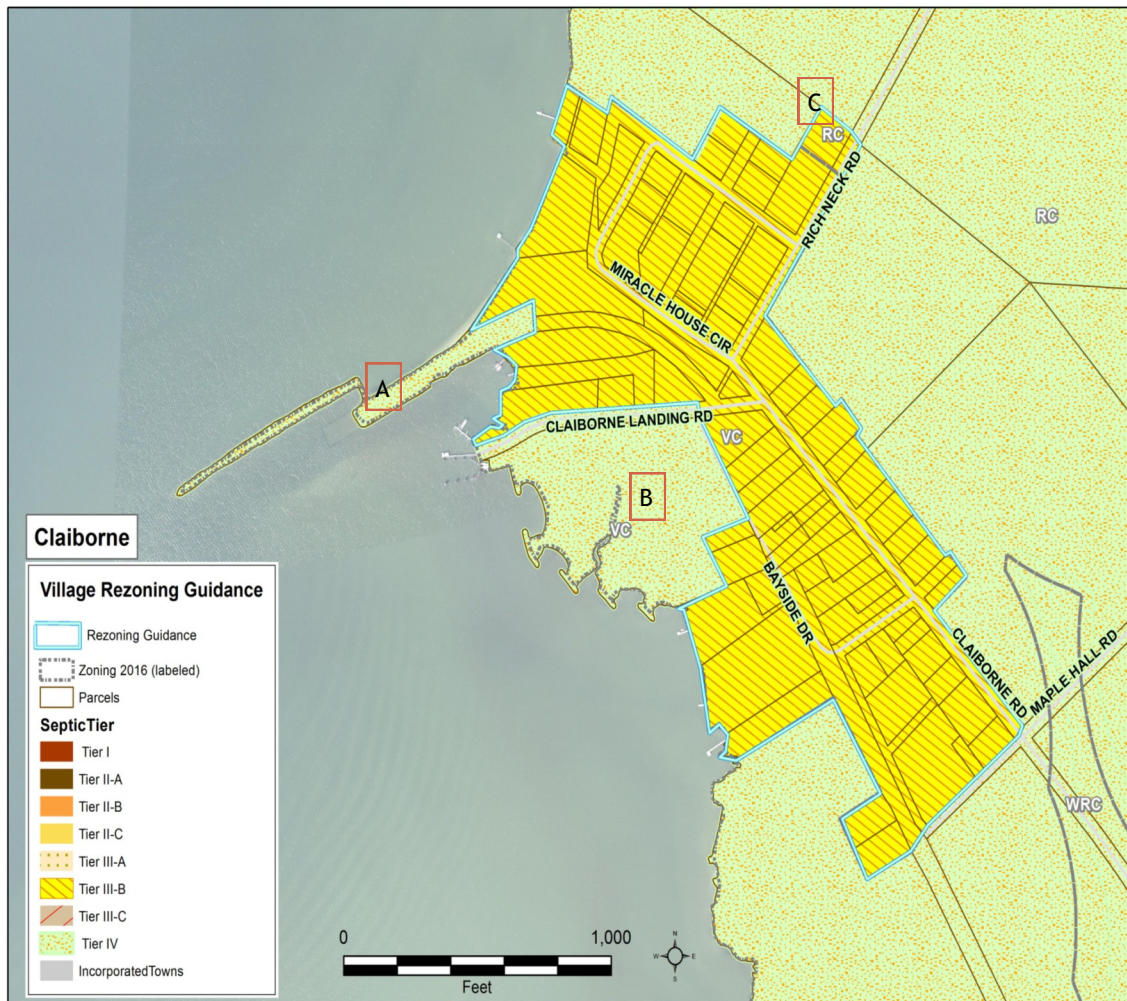 C
RC
RICH NECK RD
RC
MIRACLE HOUSE CIR
A
CLAIBORNE LANDING RD
VC
B
VC
BAYSIDE DR
CLAIBORNE RD
MAPLE HALL RD
WRC
Claiborne
Village Rezoning Guidance
Rezoning Guidance
Zoning 2016 (labeled)
Parcels
SepticTier
Tier I
Tier II-A
Tier II-B
Tier II-C
Tier III-A
Tier III-B
Tier III-C
Tier IV
IncorporatedTowns
0 1,000
Feet
N
W E
S